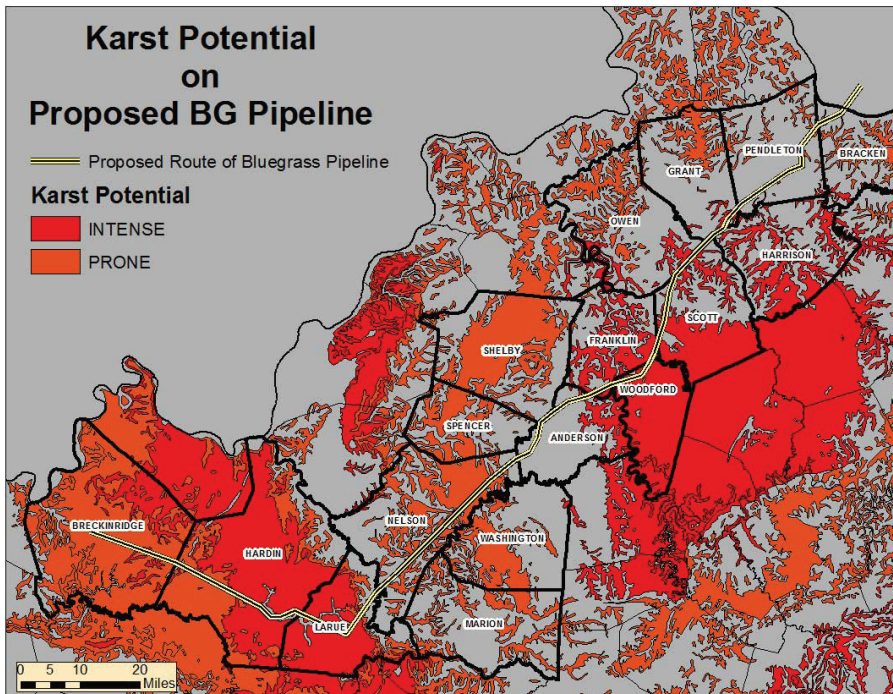 Karst Potential
on
Proposed BG Pipeline
Proposed Route of Bluegrass Pipeline
Karst Potential
INTENSE
PRONE
PENDLETON
BRACKEN
GRANT
OWEN
HARRISON
SCOTT
FRANKLIN
SHELBY
WOODFORD
SPENCER
ANDERSON
NELSON
BRECKINRIDGE
WASHINGTON
HARDIN
MARION
LARUE
0 5 10 20
Miles